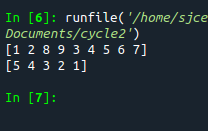 In [6]: runfile('/home/sjce
Documents/cycle2')
[1 2 8 9 3 4 5 6 7]
[5 4 3 2 1]
In [7]: